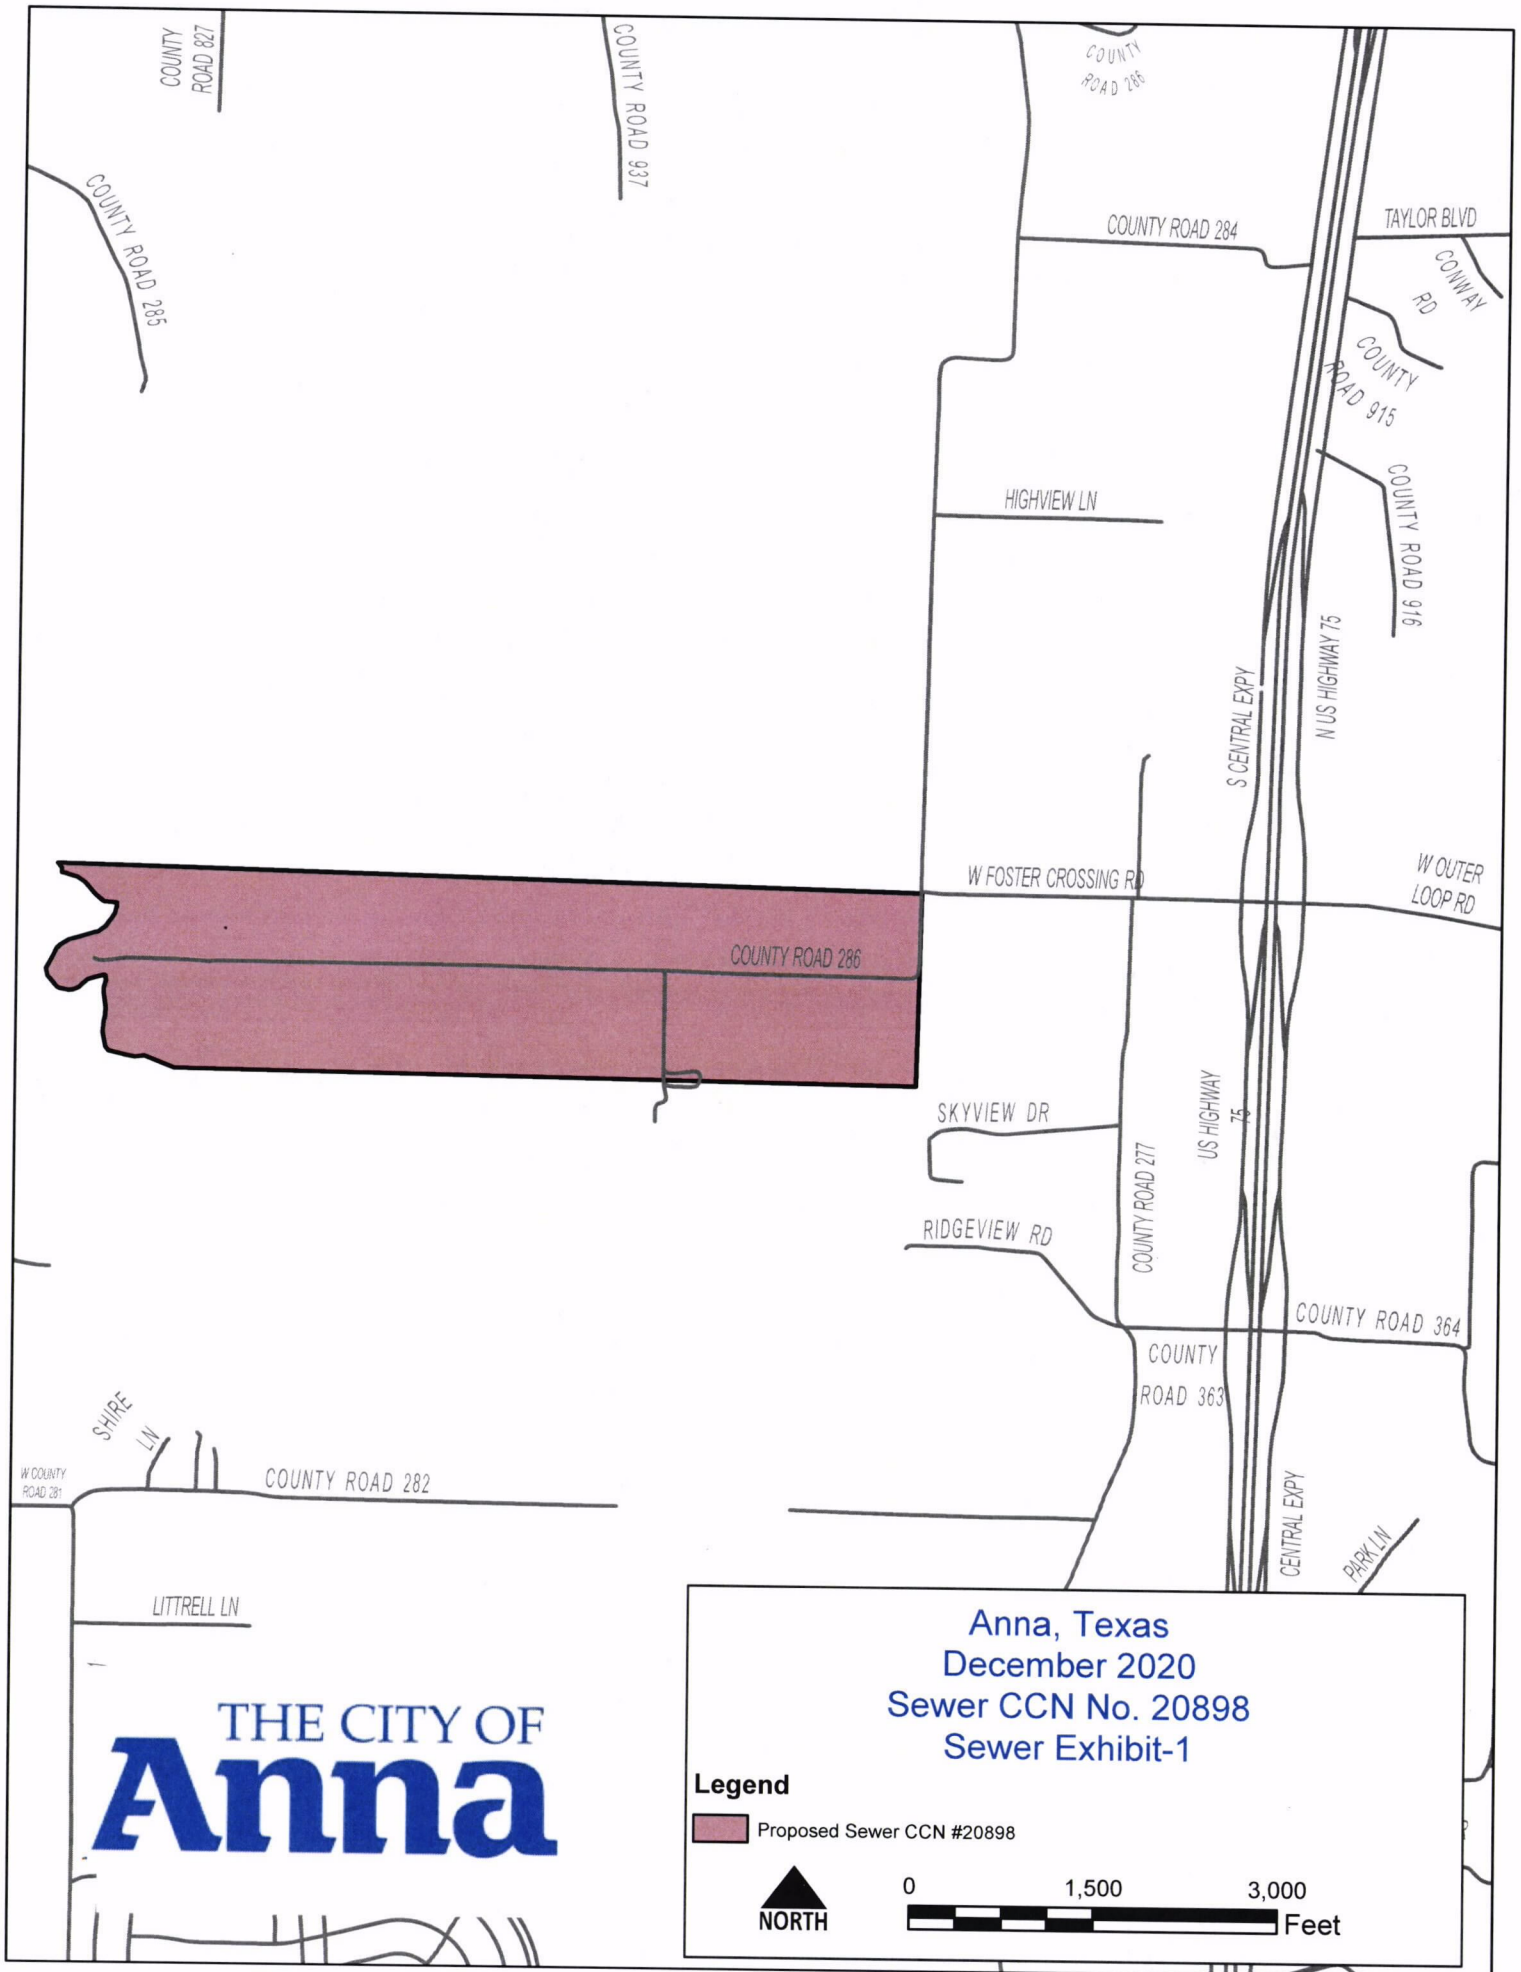 COUNTY
ROAD 827
COUNTY ROAD 937
COUNTY
ROAD 286
COUNTY ROAD 285
COUNTY ROAD 284
TAYLOR BLVD
CONWAY
RD
COUNTY
ROAD 915
COUNTY ROAD 916
HIGHVIEW LN
S CENTRAL EXPY
N US HIGHWAY 75
W FOSTER CROSSING RD
W OUTER
LOOP RD
COUNTY ROAD 286
SKYVIEW DR
US HIGHWAY
75
COUNTY ROAD 277
RIDGEVIEW RD
COUNTY ROAD 364
COUNTY
ROAD 363
SHIRE
LN
W COUNTY
ROAD 281
COUNTY ROAD 282
CENTRAL EXPY
PARK LN
LITTRELL LN
THE CITY OF
Anna
Anna, Texas
December 2020
Sewer CCN No. 20898
Sewer Exhibit-1
Legend
Proposed Sewer CCN #20898
NORTH
0 1,500 3,000
Feet